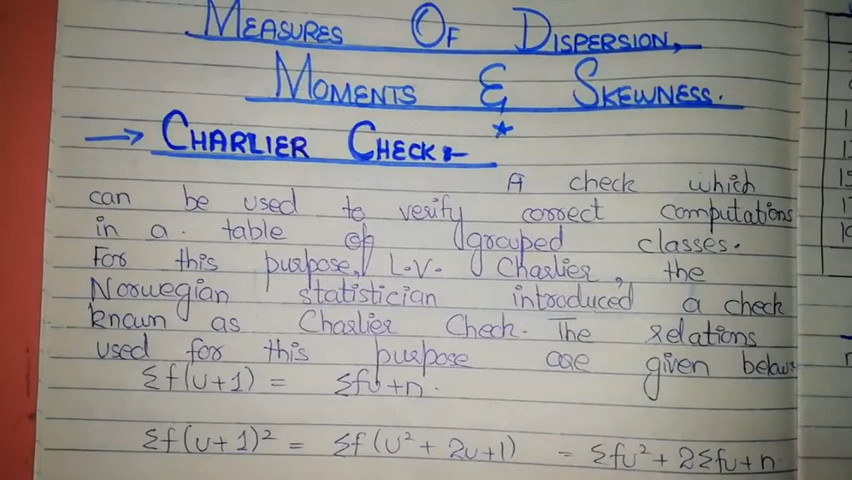 MEASURES OF DISPERSION,
MOMENTS & SKEWNESS.
→ CHARLIER CHECK:-
A check which
can be used to verify correct computations
in a table of grouped classes.
For this purpose, L.V. Charlier, the
Norwegian statistician introduced a check
known as Charlier Check. The relations
used for this purpose are given below
Σf(u+1) = Σfu+n.
Σf(u+1)² = Σf(u²+2u+1) = Σfu²+2Σfu+n